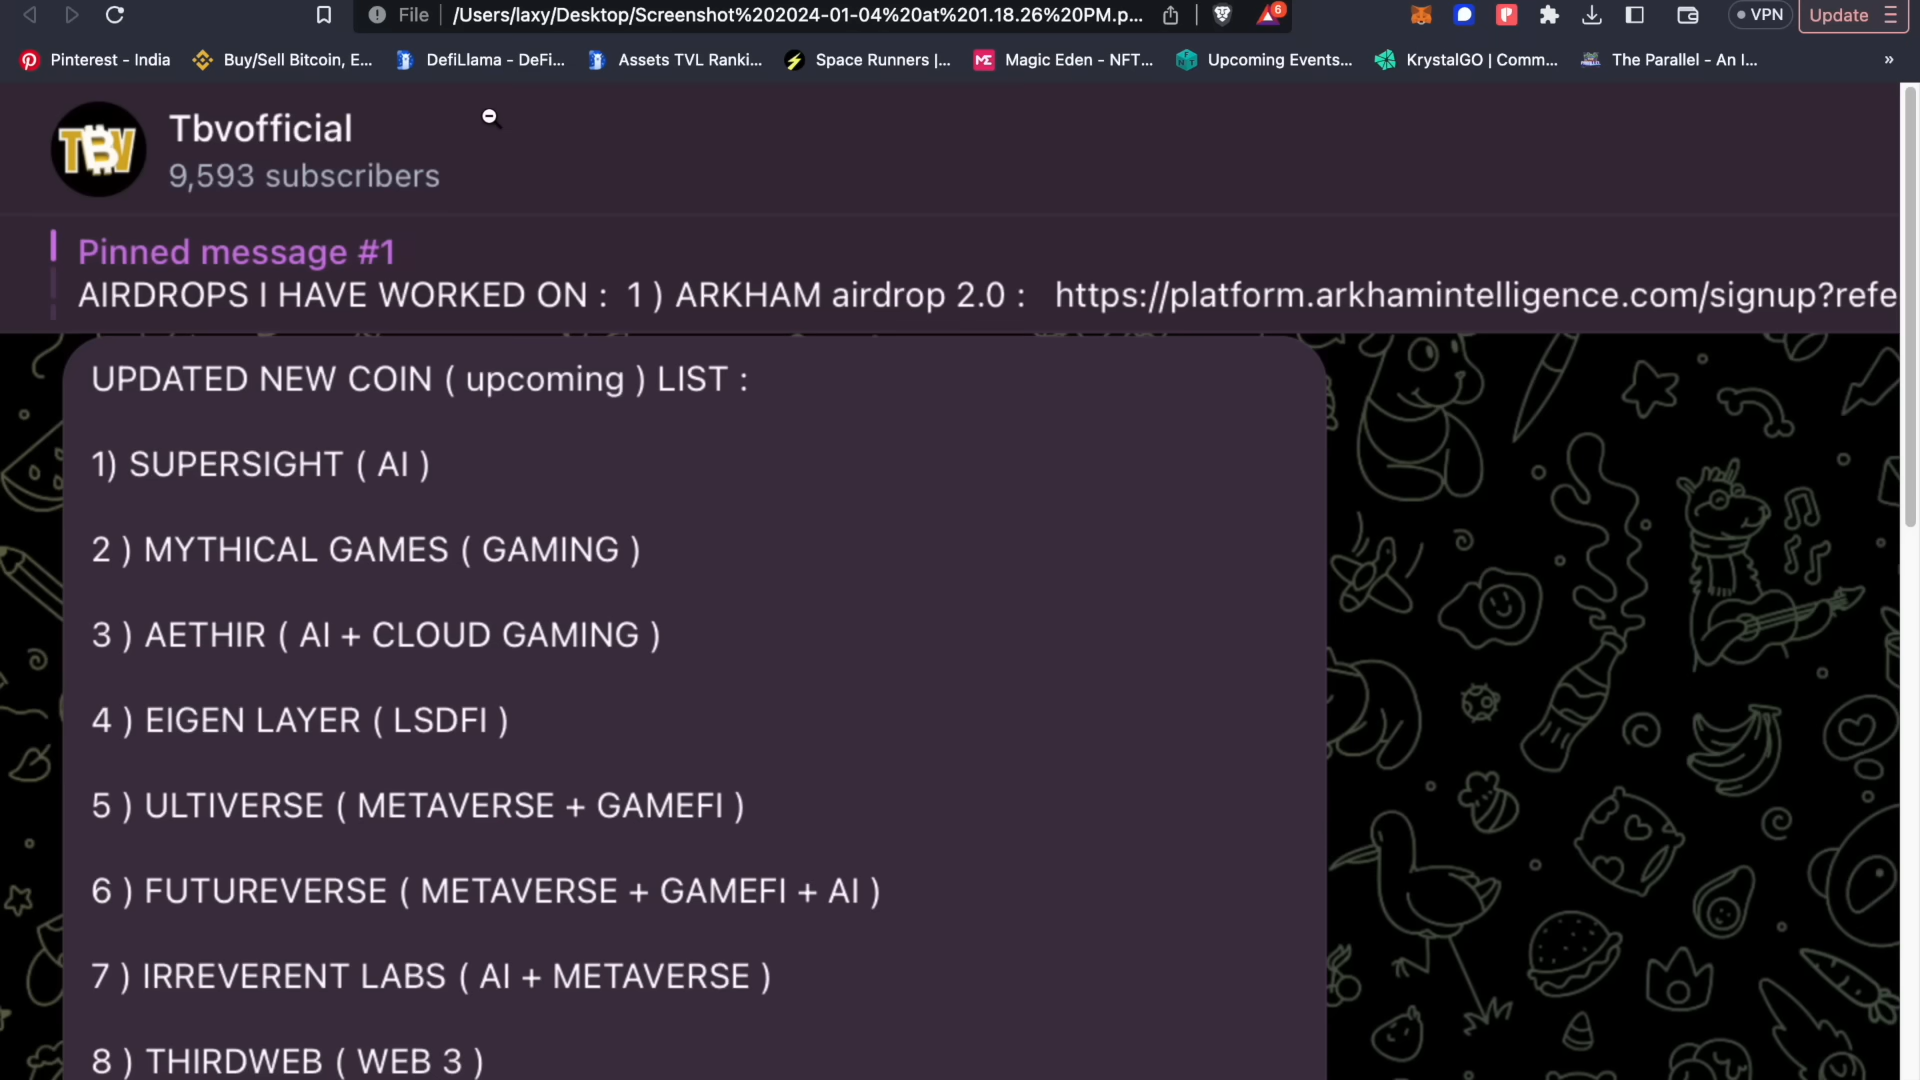 File /Users/laxy/Desktop/Screenshot%202024-01-04%20at%201.18.26%20PM.p... 6 VPN Update
Pinterest - India Buy/Sell Bitcoin, E... DefiLlama - DeFi... Assets TVL Ranki... Space Runners |... ME Magic Eden - NFT... Upcoming Events... KrystalGO | Comm... The Parallel - An I... »
TBV
Tbvofficial
9,593 subscribers
Pinned message #1
AIRDROPS I HAVE WORKED ON : 1 ) ARKHAM airdrop 2.0 : https://platform.arkhamintelligence.com/signup?refe
UPDATED NEW COIN ( upcoming ) LIST :
1) SUPERSIGHT ( AI )
2 ) MYTHICAL GAMES ( GAMING )
3 ) AETHIR ( AI + CLOUD GAMING )
4 ) EIGEN LAYER ( LSDFI )
5 ) ULTIVERSE ( METAVERSE + GAMEFI )
6 ) FUTUREVERSE ( METAVERSE + GAMEFI + AI )
7 ) IRREVERENT LABS ( AI + METAVERSE )
8 ) THIRDWEB ( WEB 3 )